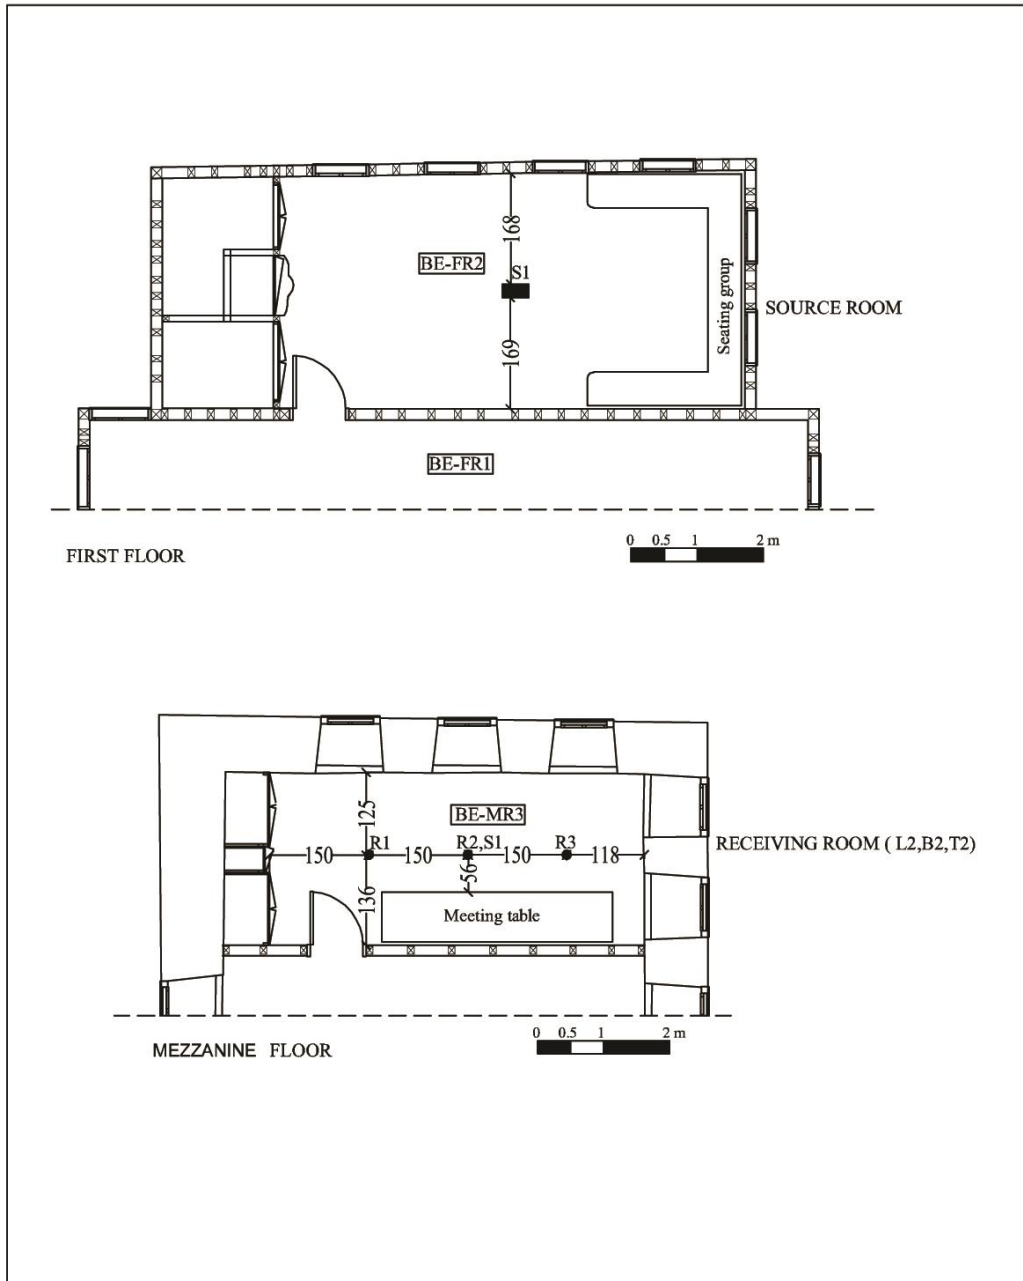 168
BE-FR2
S1
Seating group
SOURCE ROOM
169
BE-FR1
0 0.5 1 2 m
FIRST FLOOR
125
BE-MR3
R1 R2,S1 R3
150 150 150 118
RECEIVING ROOM ( L2,B2,T2)
56
136
Meeting table
0 0.5 1 2 m
MEZZANINE FLOOR